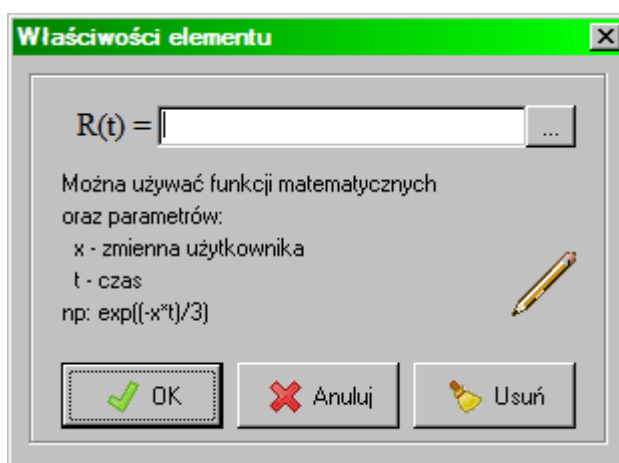 Właściwości elementu
R(t) =
...
Można używać funkcji matematycznych
oraz parametrów:
x - zmienna użytkownika
t - czas
np: exp((-x*t)/3)
OK
Anuluj
Usuń